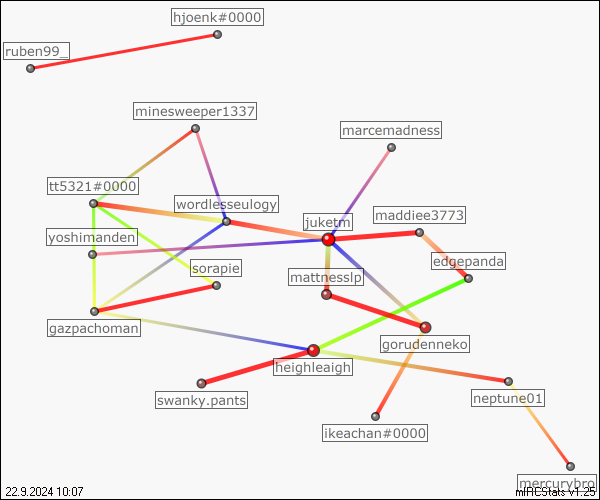 hjoenk#0000
ruben99_
minesweeper1337
marcemadness
tt5321#0000
wordlesseulogy
juketm
maddiee3773
yoshimanden
sorapie
mattnesslp
edgepanda
gazpachoman
gorudenneko
heighleaigh
swanky.pants
neptune01
ikeachan#0000
mercurybro
22.9.2024 10:07
mIRCStats v1.25